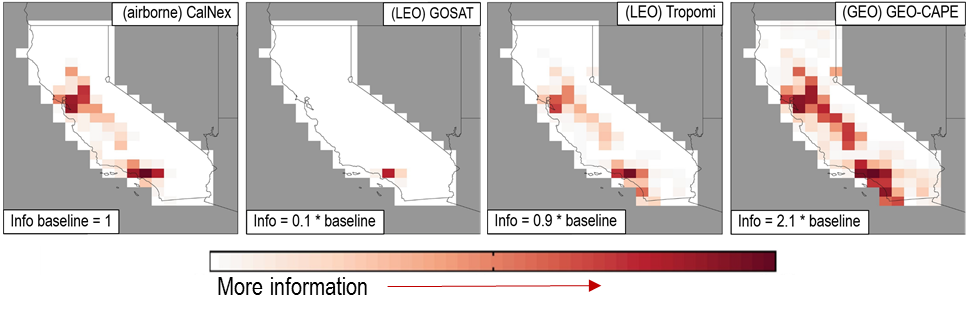 (airborne) CalNex
(LEO) GOSAT
(LEO) Tropomi
(GEO) GEO-CAPE
Info baseline = 1
Info = 0.1 * baseline
Info = 0.9 * baseline
Info = 2.1 * baseline
More information